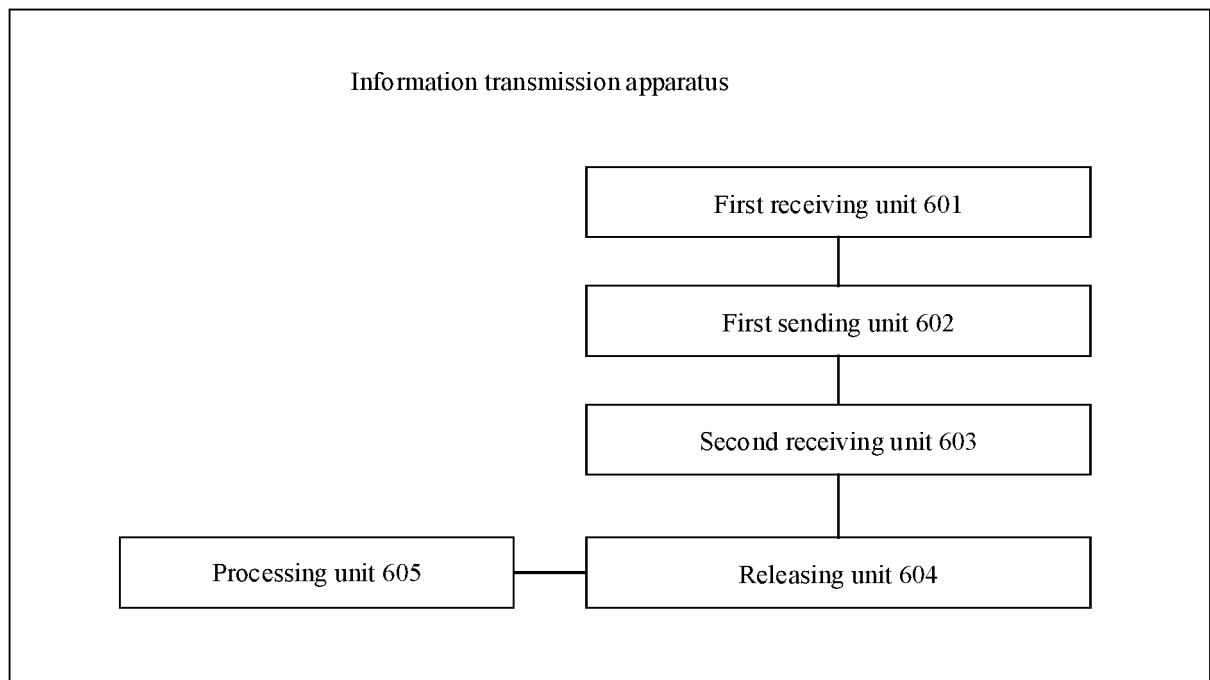 Information transmission apparatus
First receiving unit 601
First sending unit 602
Second receiving unit 603
Processing unit 605
Releasing unit 604